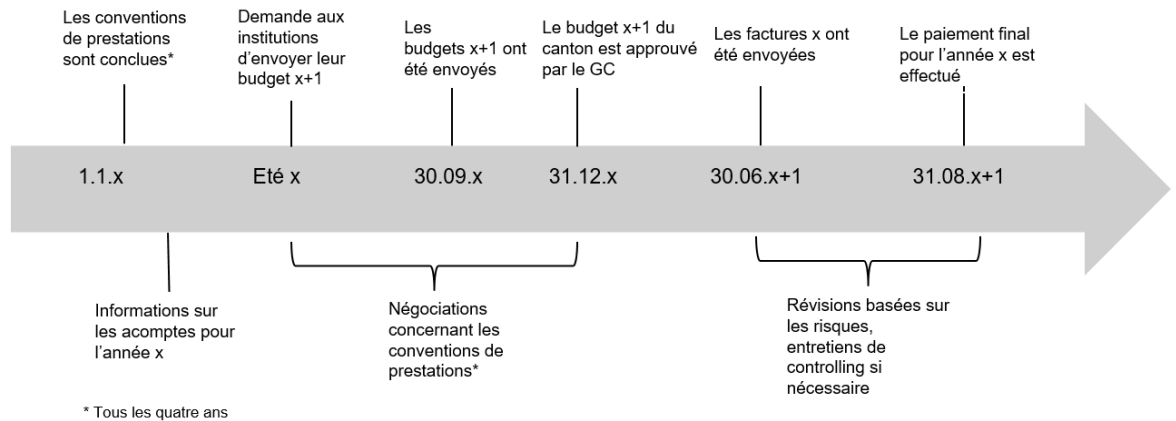 Les conventions
de prestations
sont conclues*
Demande aux
institutions
d'envoyer leur
budget x+1
Les
budgets x+1 ont
été envoyés
Le budget x+1 du
canton est approuvé
par le GC
Les factures x ont
été envoyées
Le paiement final
pour l'année x est
effectué
1.1.x
Eté x
30.09.x
31.12.x
30.06.x+1
31.08.x+1
Informations sur
les acomptes pour
l'année x
Négociations
concernant les
conventions de
prestations*
Révisions basées sur
les risques,
entretiens de
controlling si
nécessaire
* Tous les quatre ans